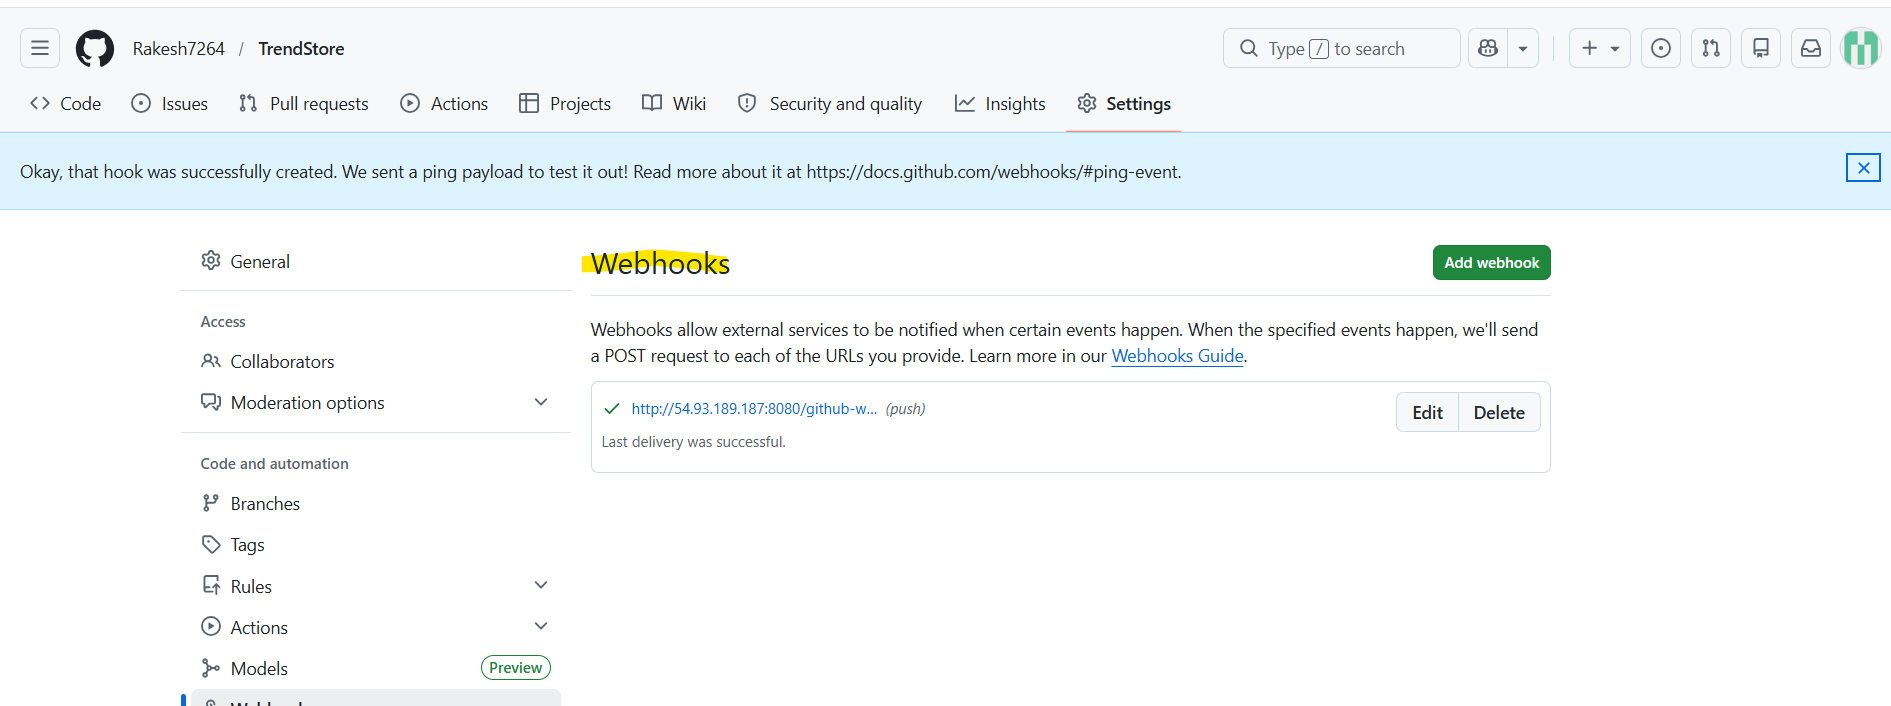 Rakesh7264 / TrendStore
Type / to search
Code Issues Pull requests Actions Projects Wiki Security and quality Insights Settings
Okay, that hook was successfully created. We sent a ping payload to test it out! Read more about it at https://docs.github.com/webhooks/#ping-event.
General
Access
Collaborators
Moderation options
Code and automation
Branches
Tags
Rules
Actions
Models Preview
Webhooks
Add webhook
Webhooks allow external services to be notified when certain events happen. When the specified events happen, we'll send
a POST request to each of the URLs you provide. Learn more in our Webhooks Guide.
http://54.93.189.187:8080/github-w... (push)
Edit Delete
Last delivery was successful.